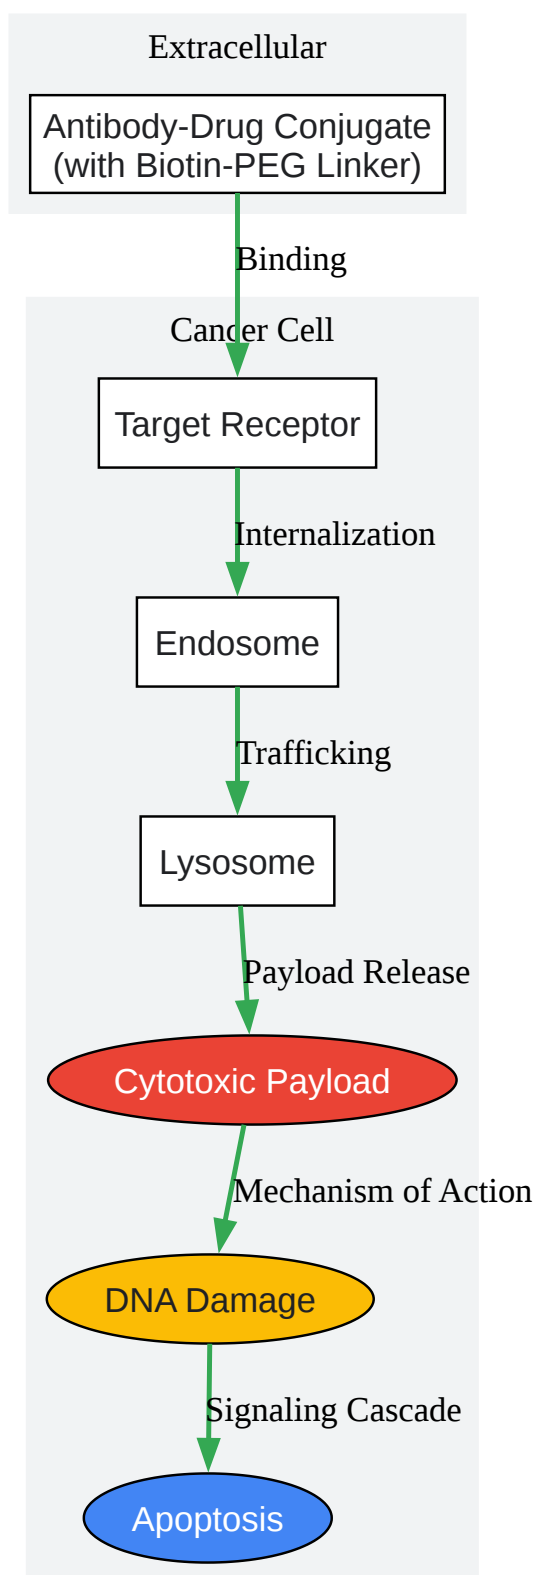 Extracellular
Antibody-Drug Conjugate
(with Biotin-PEG Linker)
Binding
Cancer Cell
Target Receptor
Internalization
Endosome
Trafficking
Lysosome
Payload Release
Cytotoxic Payload
Mechanism of Action
DNA Damage
Signaling Cascade
Apoptosis